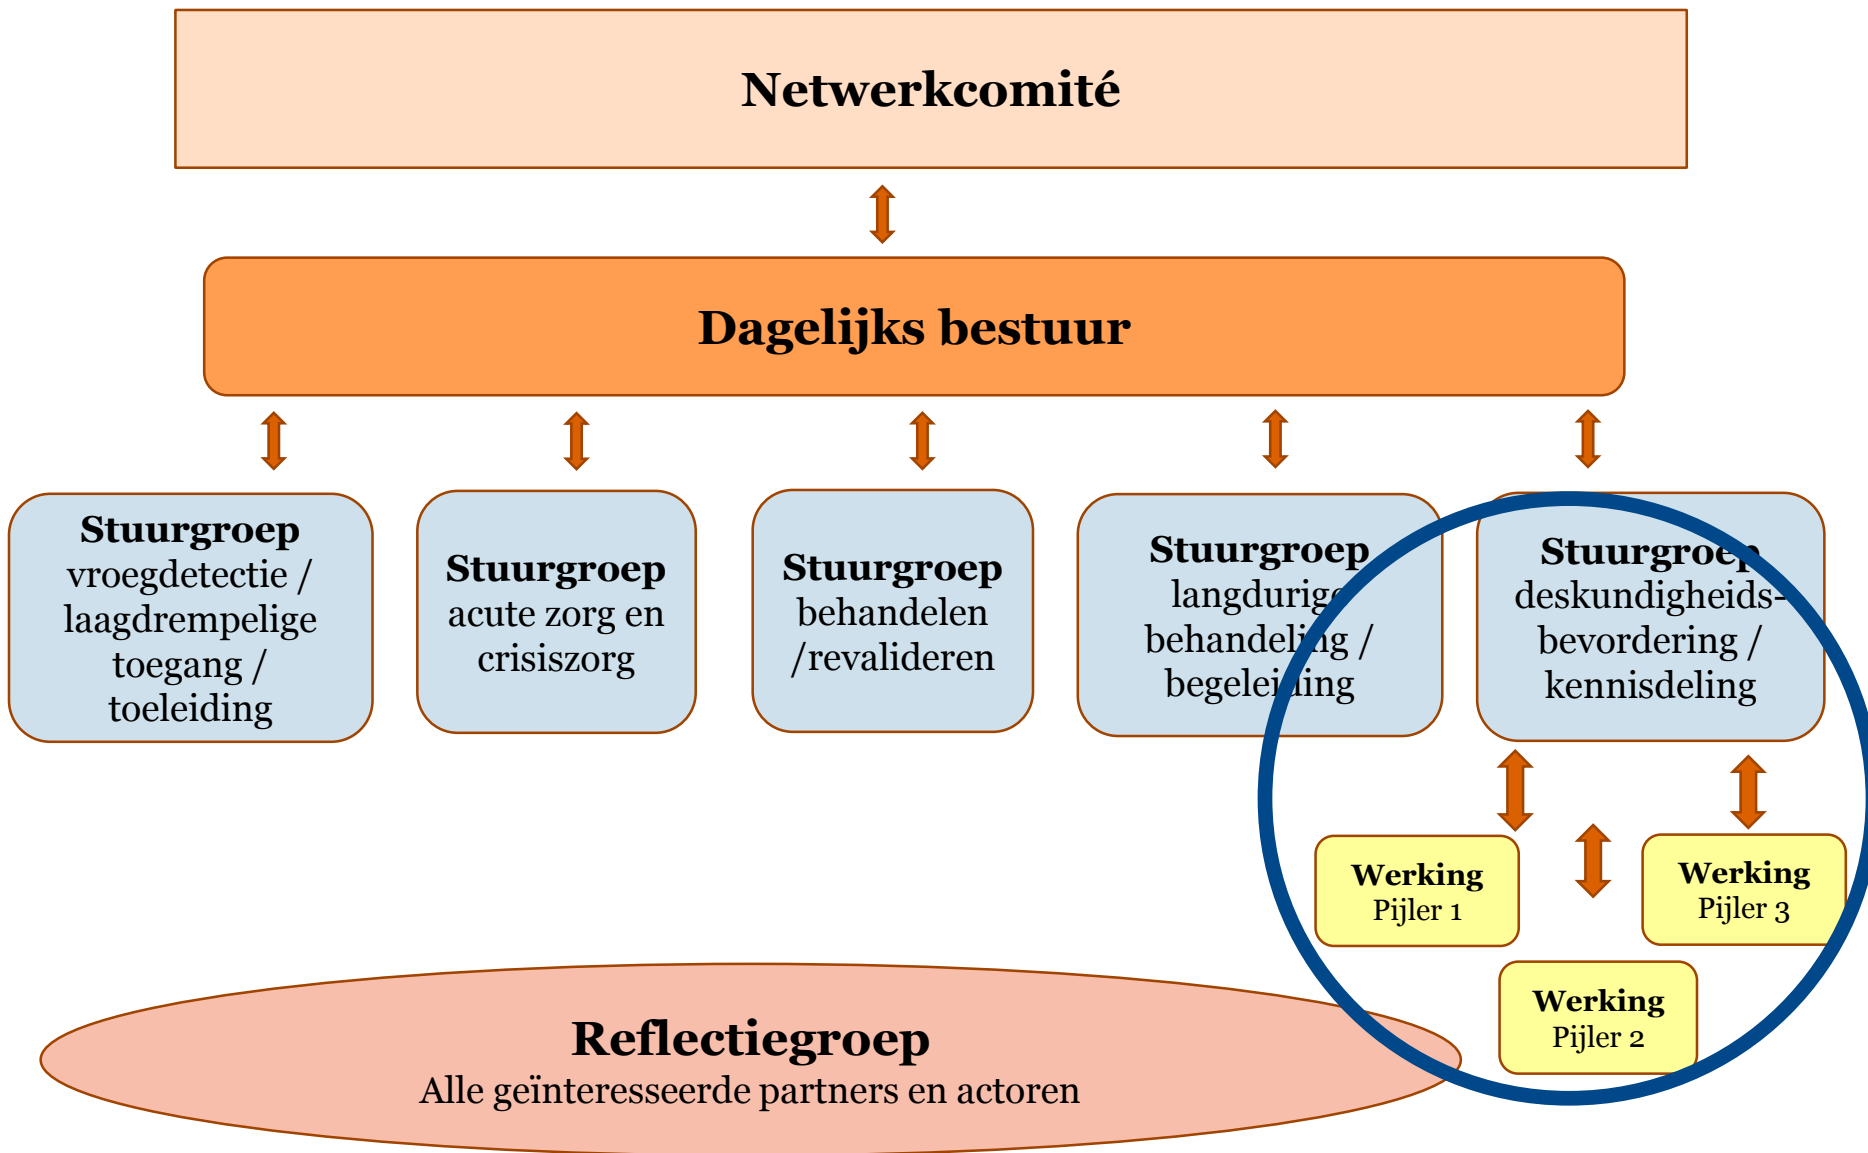 Netwerkcomité
Dagelijks bestuur
Stuurgroep
vroegdetectie /
laagdrempelige
toegang /
toeleiding
Stuurgroep
acute zorg en
crisiszorg
Stuurgroep
behandelen
/revalideren
Stuurgroep
langdurige
behandeling /
begeleiding
Stuurgroep
deskundigheids-
bevordering /
kennisdeling
Werking
Pijler 1
Werking
Pijler 3
Werking
Pijler 2
Reflectiegroep
Alle geïnteresseerde partners en actoren